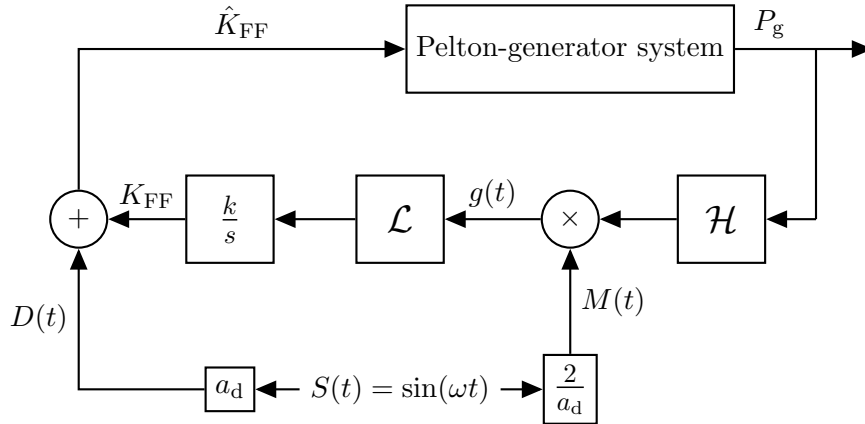 K̂_FF
Pelton-generator system
P_g
+
K_FF
k/s
ℒ
g(t)
×
ℋ
D(t)
M(t)
a_d
S(t) = sin(ωt)
2/a_d